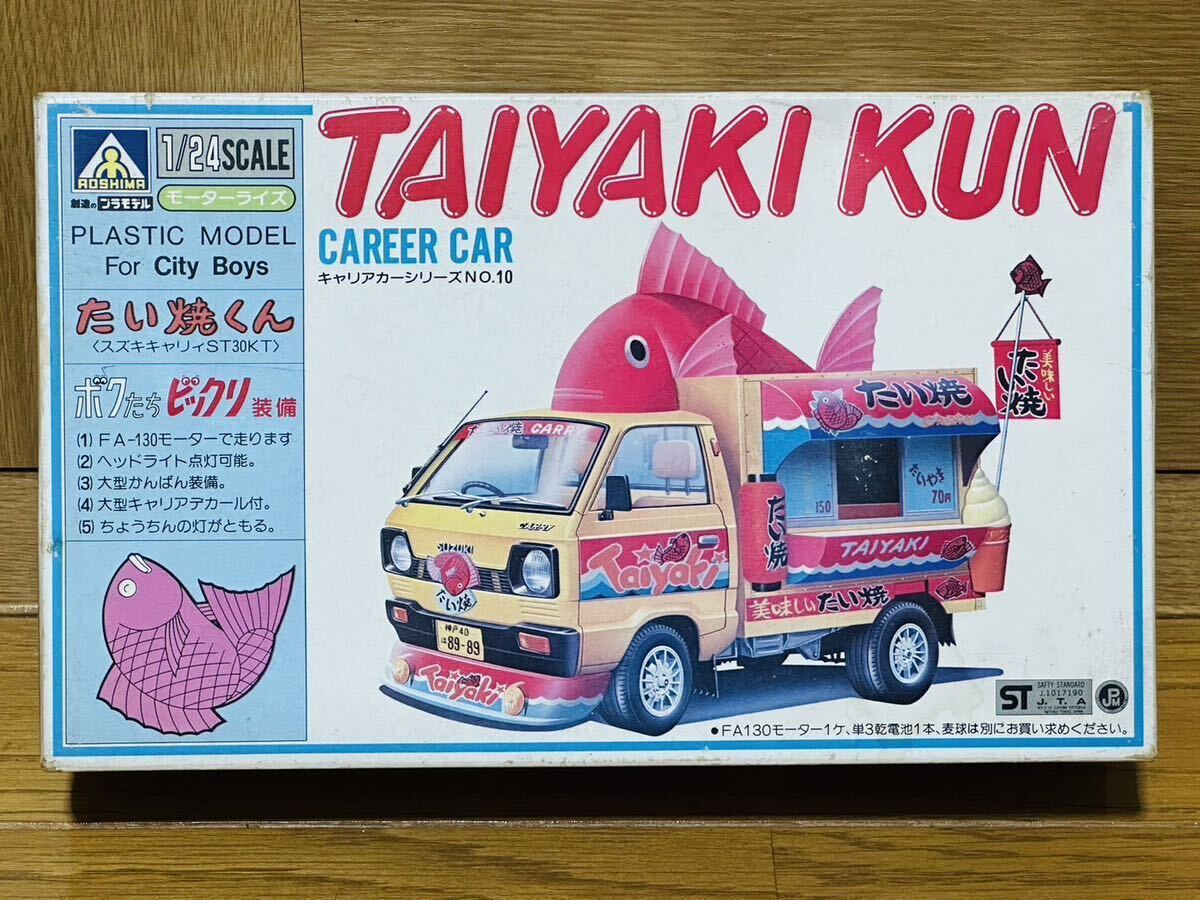 AOSHIMA
創造のプラモデル
1/24SCALE
モーターライズ
PLASTIC MODEL
For City Boys
たい焼くん
〈スズキキャリィST30KT〉
ボクたちビックリ装備
(1) FA-130モーターで走ります
(2) ヘッドライト点灯可能。
(3) 大型かんばん装備。
(4) 大型キャリアデカール付。
(5) ちょうちんの灯がともる。
TAIYAKI KUN
CAREER CAR
キャリアカーシリーズNO.10
美味しい
たい焼
たい焼
たい焼 CARRY
たいやき
70円
150
たい焼
CARRY
SUZUKI
Taiyaki
TAIYAKI
たい焼
美味しいたい焼
神戸40
ほ 89-89
Taiyaki
ST
SAFTY STANDARD
J.1017190
J. T. A
JPM
•FA130モーター1ケ、単3乾電池1本、麦球は別にお買い求めください。